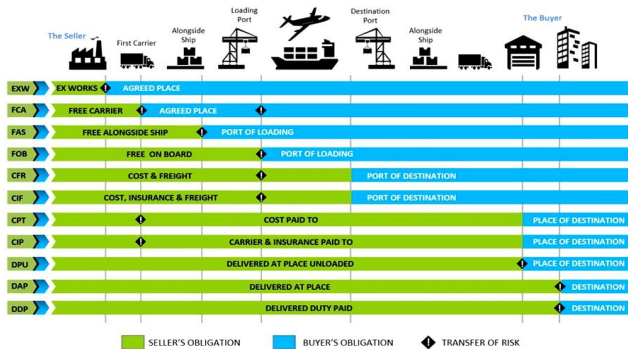 The Seller
First Carrier
Alongside
Ship
Loading
Port
Destination
Port
Alongside
Ship
The Buyer
EXW EX WORKS AGREED PLACE
FCA FREE CARRIER AGREED PLACE
FAS FREE ALONGSIDE SHIP PORT OF LOADING
FOB FREE ON BOARD PORT OF LOADING
CFR COST & FREIGHT PORT OF DESTINATION
CIF COST, INSURANCE & FREIGHT PORT OF DESTINATION
CPT COST PAID TO PLACE OF DESTINATION
CIP CARRIER & INSURANCE PAID TO PLACE OF DESTINATION
DPU DELIVERED AT PLACE UNLOADED PLACE OF DESTINATION
DAP DELIVERED AT PLACE DESTINATION
DDP DELIVERED DUTY PAID DESTINATION
SELLER'S OBLIGATION BUYER'S OBLIGATION TRANSFER OF RISK